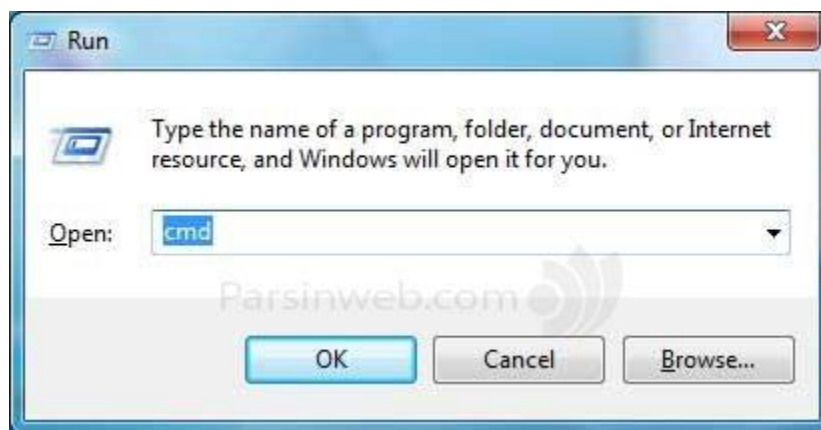 Run
Type the name of a program, folder, document, or Internet
resource, and Windows will open it for you.
Open: cmd
Parsinweb.com
OK Cancel Browse...